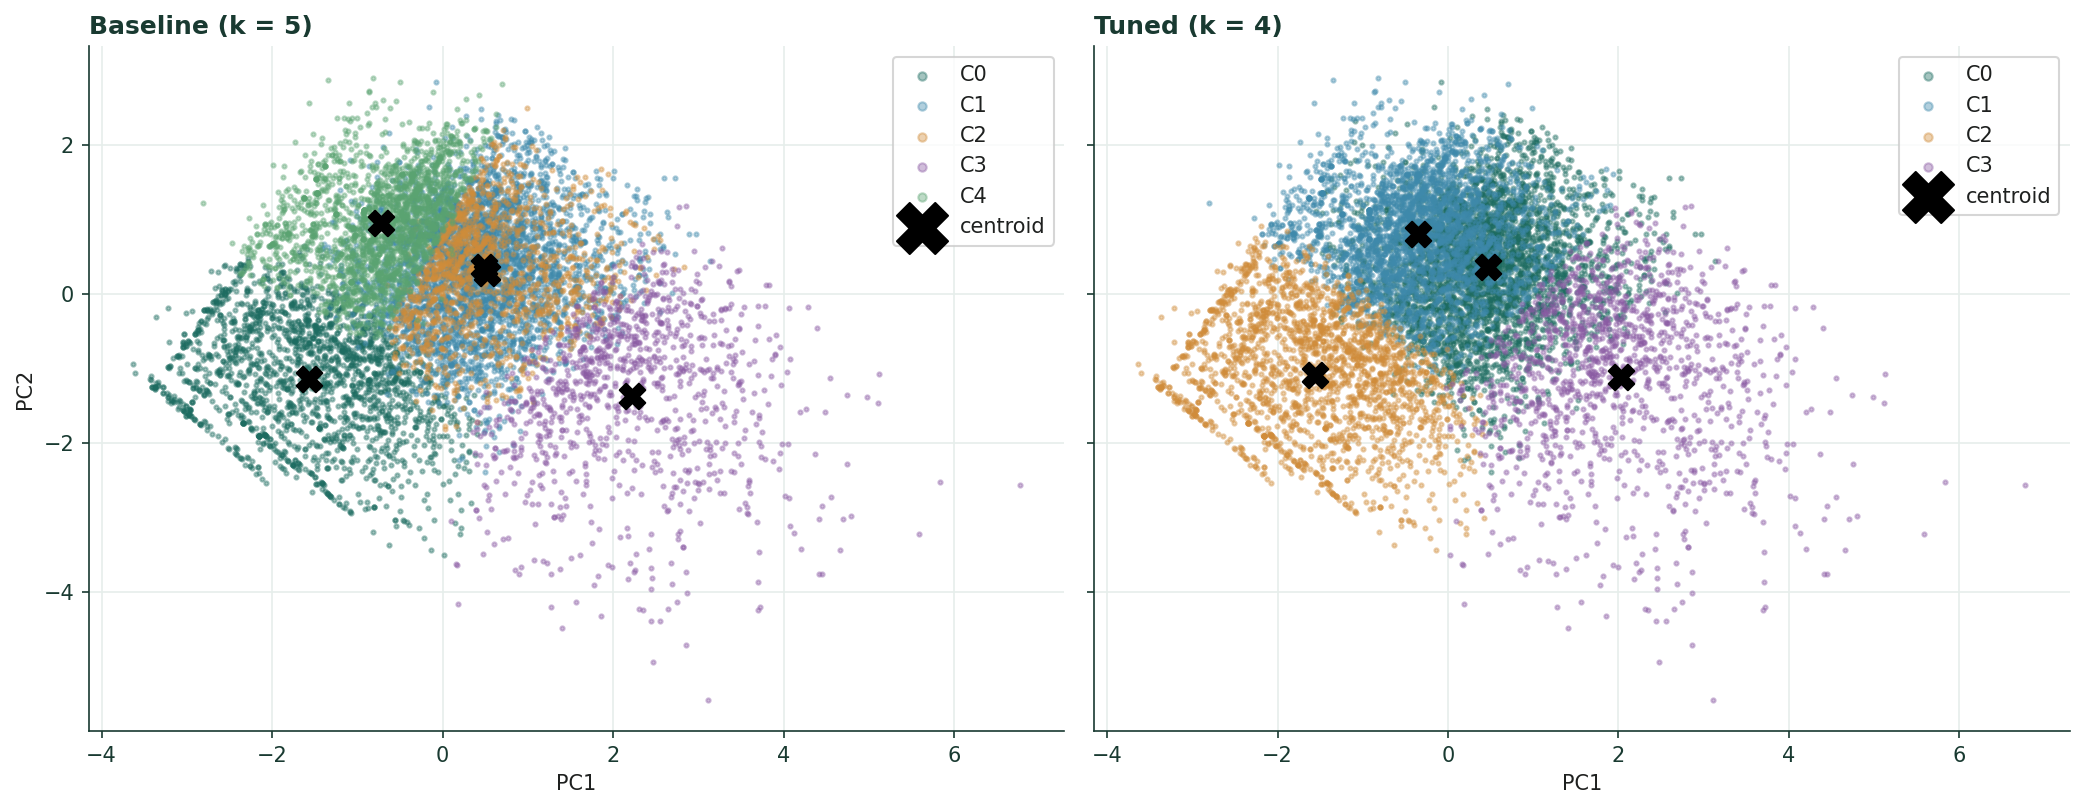 Baseline (k = 5)
C0
C1
C2
C3
C4
centroid
2
0
−2
−4
PC2
−4
−2
0
2
4
6
PC1
Tuned (k = 4)
C0
C1
C2
C3
centroid
−4
−2
0
2
4
6
PC1